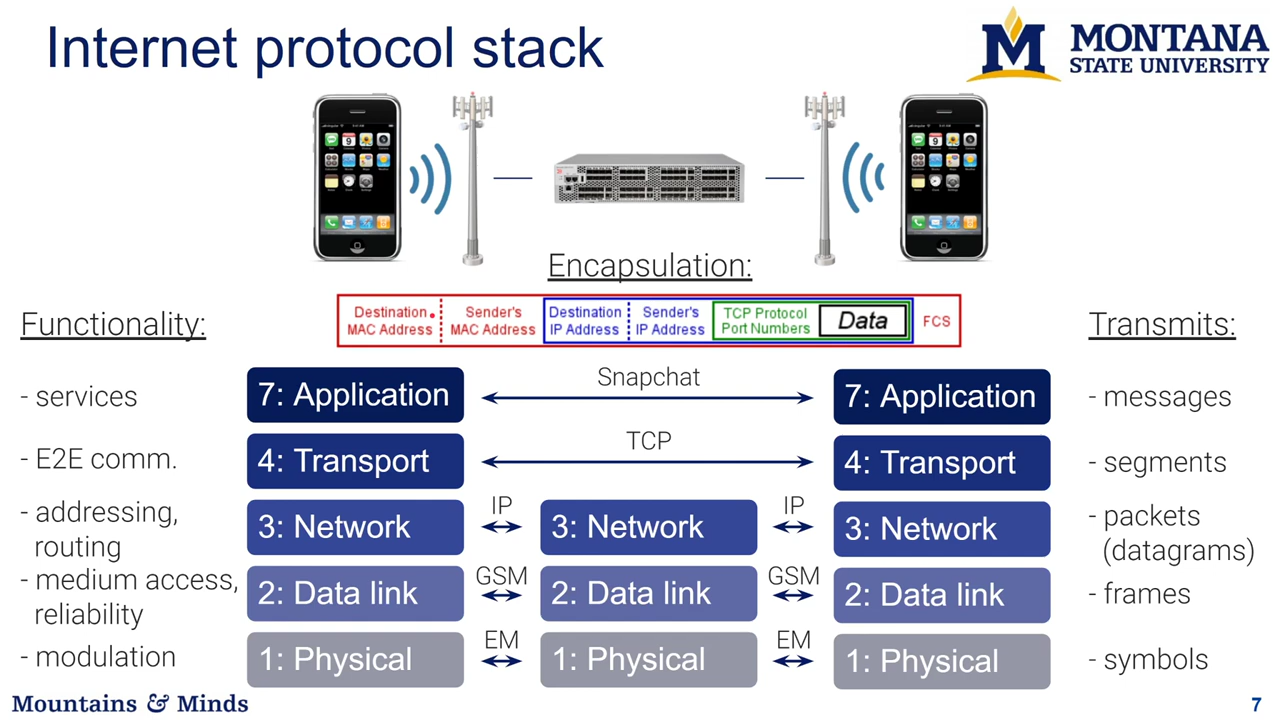 Internet protocol stack
MONTANA
STATE UNIVERSITY
Encapsulation:
Destination
MAC Address
Sender's
MAC Address
Destination
IP Address
Sender's
IP Address
TCP Protocol
Port Numbers
Data
FCS
Functionality:
Transmits:
- services
7: Application
Snapchat
7: Application
- messages
- E2E comm.
4: Transport
TCP
4: Transport
- segments
- addressing,
routing
3: Network
IP
3: Network
IP
3: Network
- packets
(datagrams)
- medium access,
reliability
2: Data link
GSM
2: Data link
GSM
2: Data link
- frames
- modulation
1: Physical
EM
1: Physical
EM
1: Physical
- symbols
Mountains & Minds
7